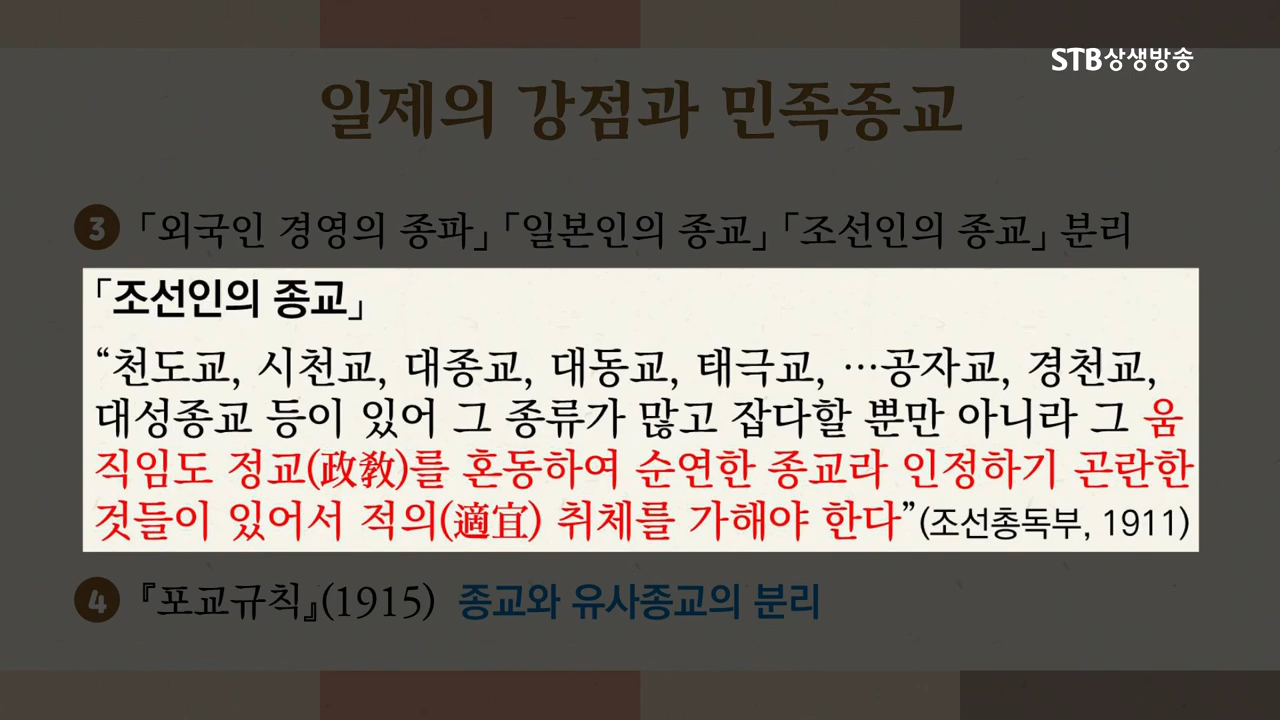 STB상생방송
일제의 강점과 민족종교
3 「외국인 경영의 종파」 「일본인의 종교」 「조선인의 종교」 분리
「조선인의 종교」
“천도교, 시천교, 대종교, 대동교, 태극교, …공자교, 경천교,
대성종교 등이 있어 그 종류가 많고 잡다할 뿐만 아니라 그 움
직임도 정교(政敎)를 혼동하여 순연한 종교라 인정하기 곤란한
것들이 있어서 적의(適宜) 취체를 가해야 한다”(조선총독부, 1911)
4 『포교규칙』(1915) 종교와 유사종교의 분리